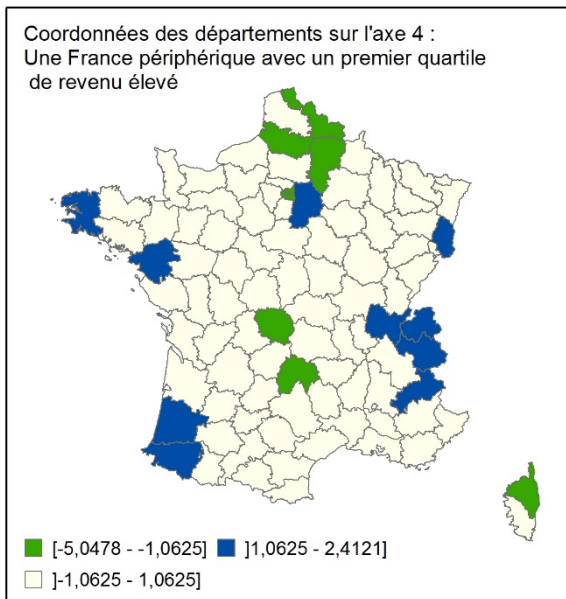 Coordonnées des départements sur l'axe 4 :
Une France périphérique avec un premier quartile
de revenu élevé
[-5,0478 - -1,0625] ]1,0625 - 2,4121]
]-1,0625 - 1,0625]